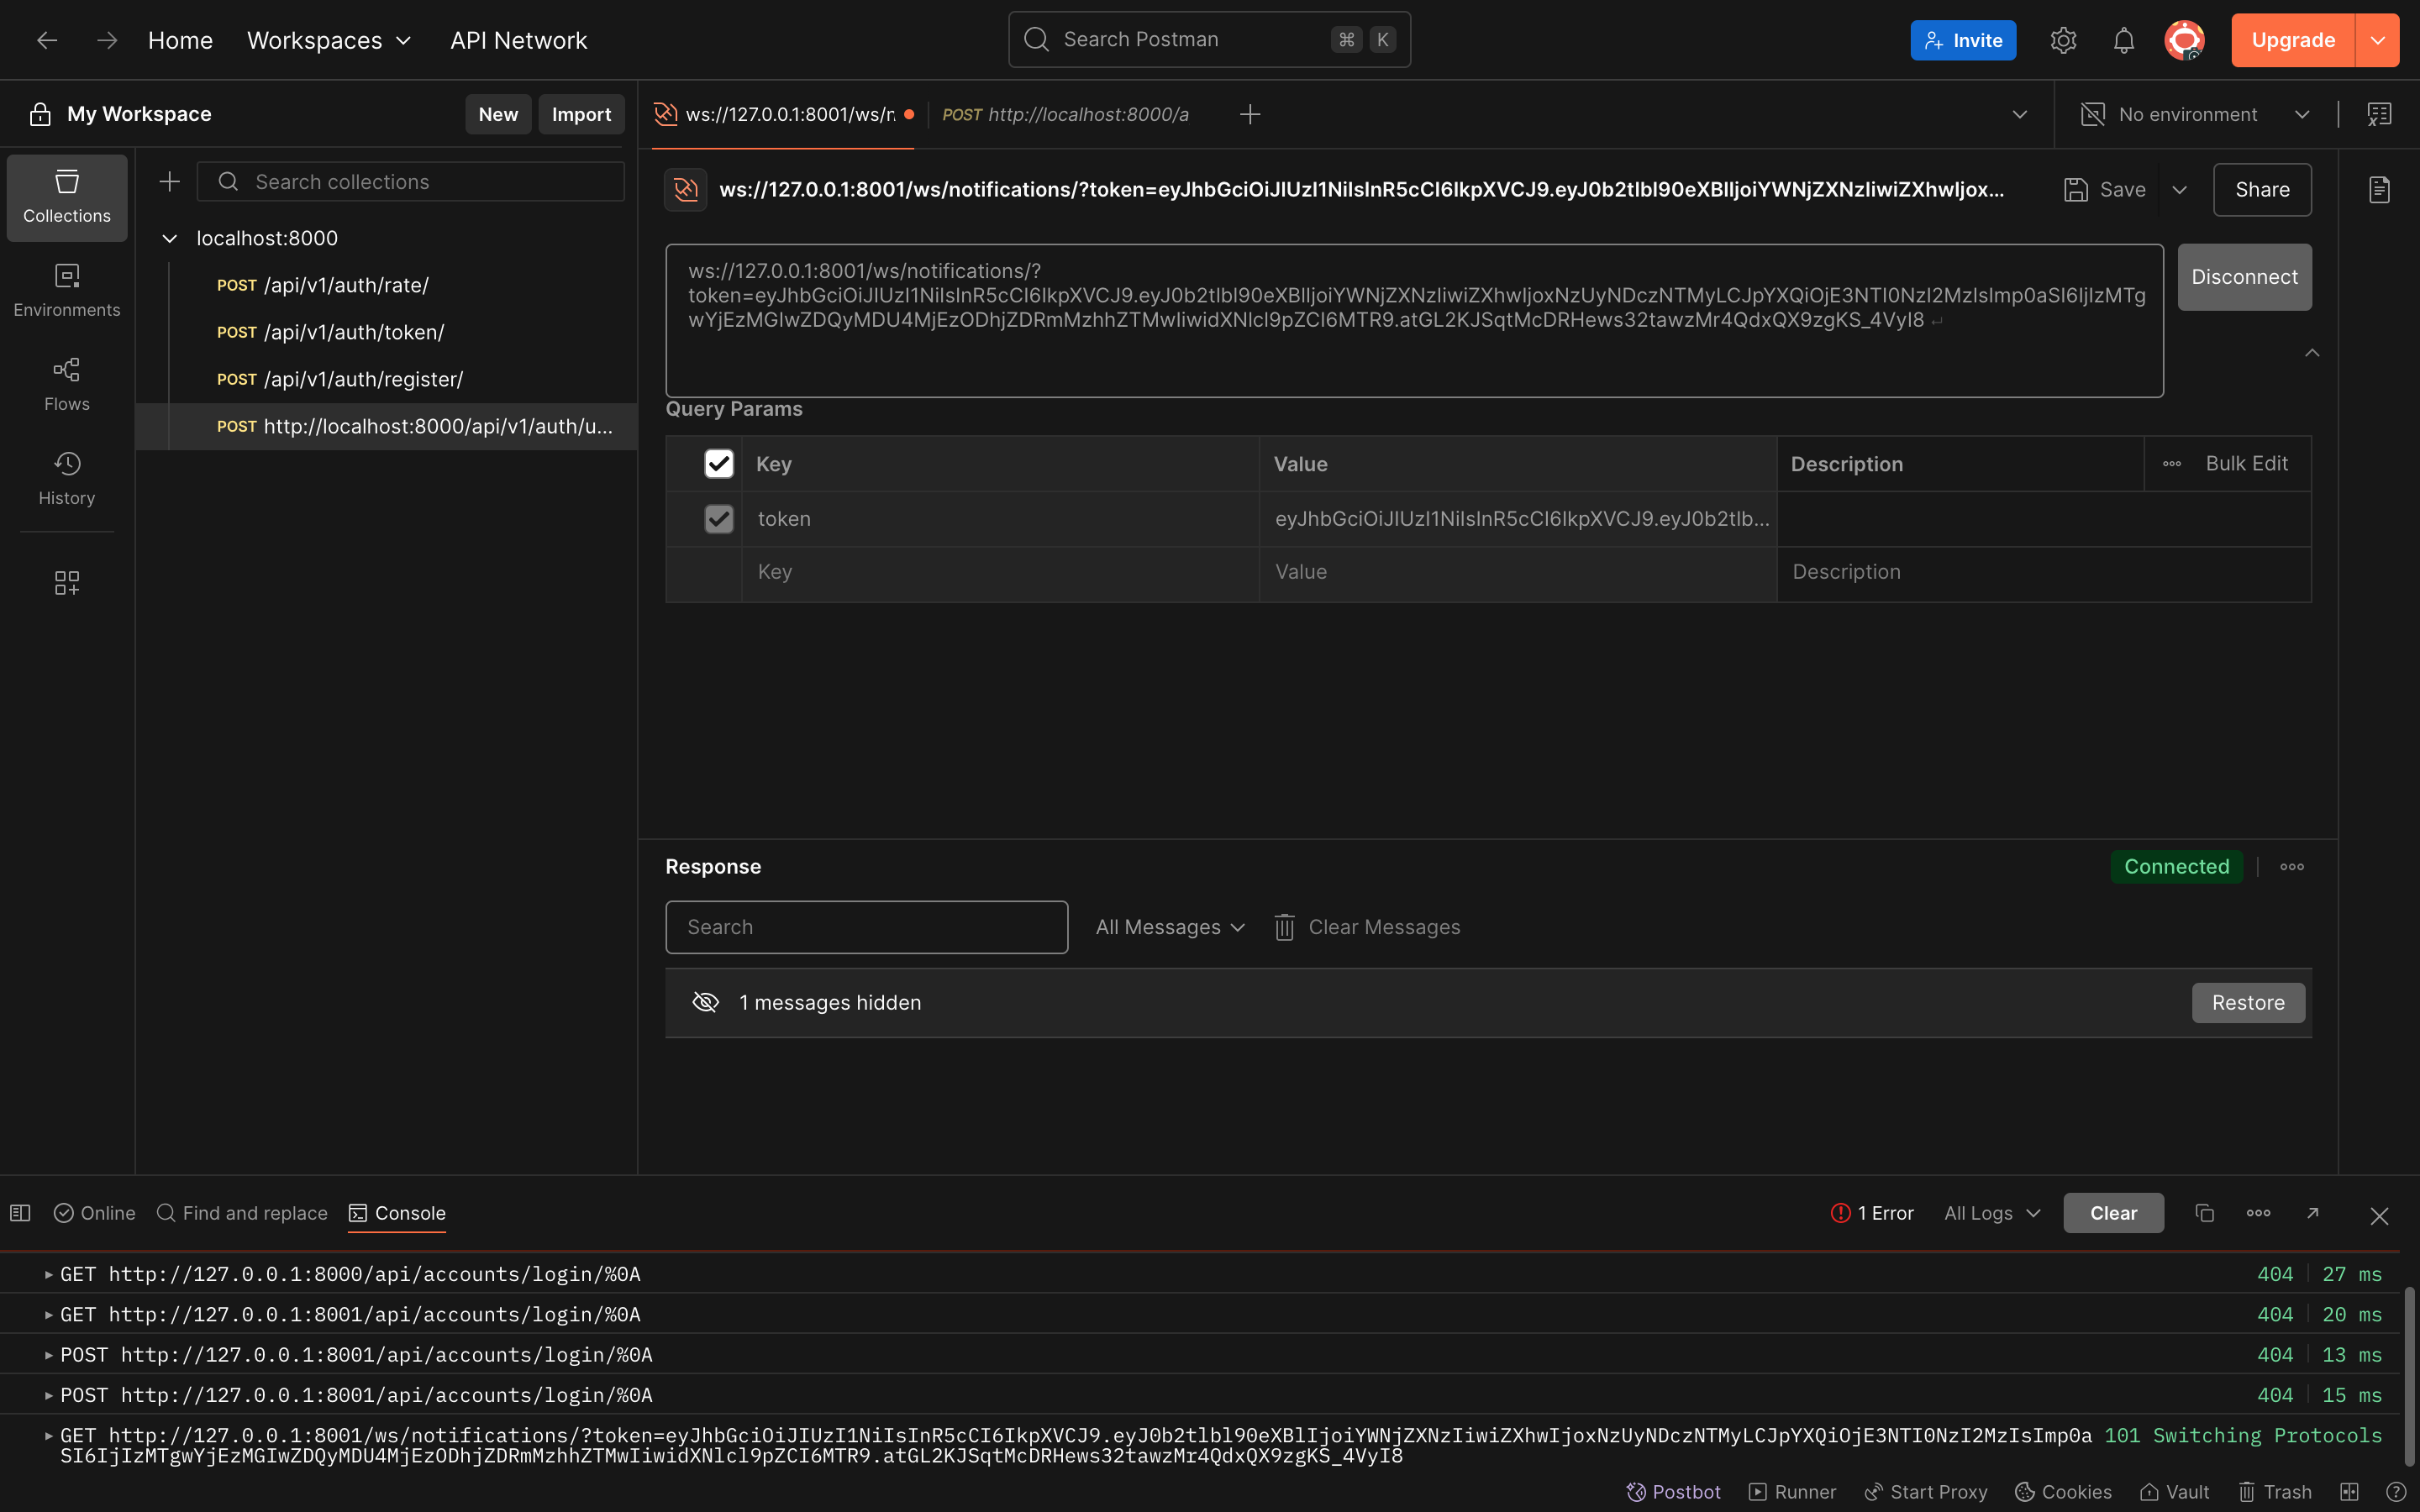 Home
Workspaces
API Network
Search Postman
⌘ K
Invite
Upgrade
My Workspace
New
Import
ws://127.0.0.1:8001/ws/r
POST http://localhost:8000/a
No environment
Collections
Environments
Flows
History
Search collections
localhost:8000
POST /api/v1/auth/rate/
POST /api/v1/auth/token/
POST /api/v1/auth/register/
POST http://localhost:8000/api/v1/auth/u...
ws://127.0.0.1:8001/ws/notifications/?token=eyJhbGciOiJIUzI1NiIsInR5cCI6IkpXVCJ9.eyJ0b2tlbl90eXBlIjoiYWNjZXNzIiwiZXhwIjox...
Save
Share
ws://127.0.0.1:8001/ws/notifications/?
token=eyJhbGciOiJIUzI1NiIsInR5cCI6IkpXVCJ9.eyJ0b2tlbl90eXBlIjoiYWNjZXNzIiwiZXhwIjoxNzUyNDczNTMyLCJpYXQiOjE3NTI0NzI2MzIsImp0aSI6IjIzMTg
wYjEzMGIwZDQyMDU4MjEzODhjZDRmMzhhZTMwIiwidXNlcl9pZCI6MTR9.atGL2KJSqtMcDRHews32tawzMr4QdxQX9zgKS_4VyI8
Disconnect
Query Params
Key
Value
Description
Bulk Edit
token
eyJhbGciOiJIUzI1NiIsInR5cCI6IkpXVCJ9.eyJ0b2tlb...
Key
Value
Description
Response
Connected
Search
All Messages
Clear Messages
1 messages hidden
Restore
Online
Find and replace
Console
1 Error
All Logs
Clear
GET http://127.0.0.1:8000/api/accounts/login/%0A
404
27 ms
GET http://127.0.0.1:8001/api/accounts/login/%0A
404
20 ms
POST http://127.0.0.1:8001/api/accounts/login/%0A
404
13 ms
POST http://127.0.0.1:8001/api/accounts/login/%0A
404
15 ms
GET http://127.0.0.1:8001/ws/notifications/?token=eyJhbGciOiJIUzI1NiIsInR5cCI6IkpXVCJ9.eyJ0b2tlbl90eXBlIjoiYWNjZXNzIiwiZXhwIjoxNzUyNDczNTMyLCJpYXQiOjE3NTI0NzI2MzIsImp0a
101 Switching Protocols
SI6IjIzMTgwYjEzMGIwZDQyMDU4MjEzODhjZDRmMzhhZTMwIiwidXNlcl9pZCI6MTR9.atGL2KJSqtMcDRHews32tawzMr4QdxQX9zgKS_4VyI8
Postbot
Runner
Start Proxy
Cookies
Vault
Trash